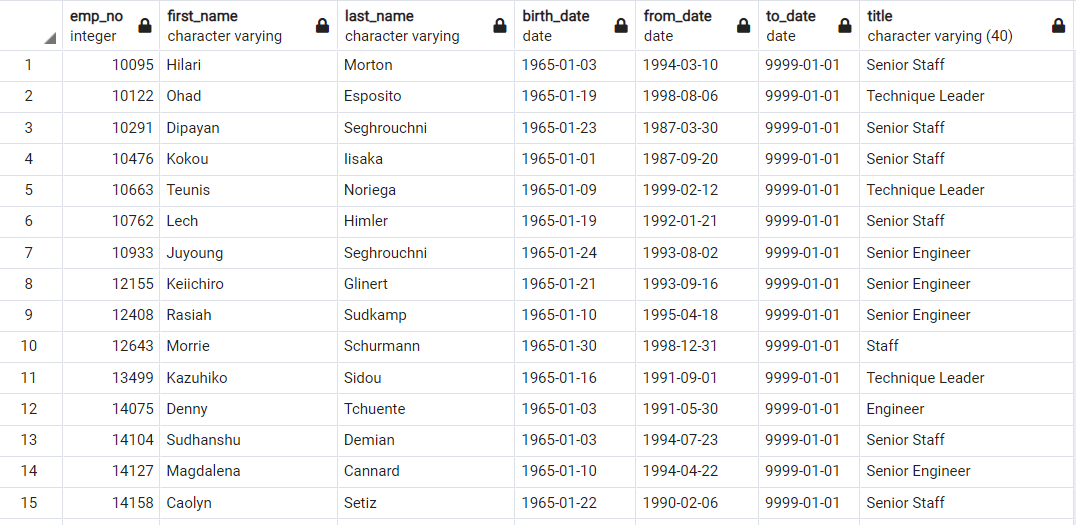 emp_no first_name last_name birth_date from_date to_date title
integer character varying character varying date date date character varying (40)
1 10095 Hilari Morton 1965-01-03 1994-03-10 9999-01-01 Senior Staff
2 10122 Ohad Esposito 1965-01-19 1998-08-06 9999-01-01 Technique Leader
3 10291 Dipayan Seghrouchni 1965-01-23 1987-03-30 9999-01-01 Senior Staff
4 10476 Kokou Iisaka 1965-01-01 1987-09-20 9999-01-01 Senior Staff
5 10663 Teunis Noriega 1965-01-09 1999-02-12 9999-01-01 Technique Leader
6 10762 Lech Himler 1965-01-19 1992-01-21 9999-01-01 Senior Staff
7 10933 Juyoung Seghrouchni 1965-01-24 1993-08-02 9999-01-01 Senior Engineer
8 12155 Keiichiro Glinert 1965-01-21 1993-09-16 9999-01-01 Senior Engineer
9 12408 Rasiah Sudkamp 1965-01-10 1995-04-18 9999-01-01 Senior Engineer
10 12643 Morrie Schurmann 1965-01-30 1998-12-31 9999-01-01 Staff
11 13499 Kazuhiko Sidou 1965-01-16 1991-09-01 9999-01-01 Technique Leader
12 14075 Denny Tchuente 1965-01-03 1991-05-30 9999-01-01 Engineer
13 14104 Sudhanshu Demian 1965-01-03 1994-07-23 9999-01-01 Senior Staff
14 14127 Magdalena Cannard 1965-01-10 1994-04-22 9999-01-01 Senior Engineer
15 14158 Caolyn Setiz 1965-01-22 1990-02-06 9999-01-01 Senior Staff